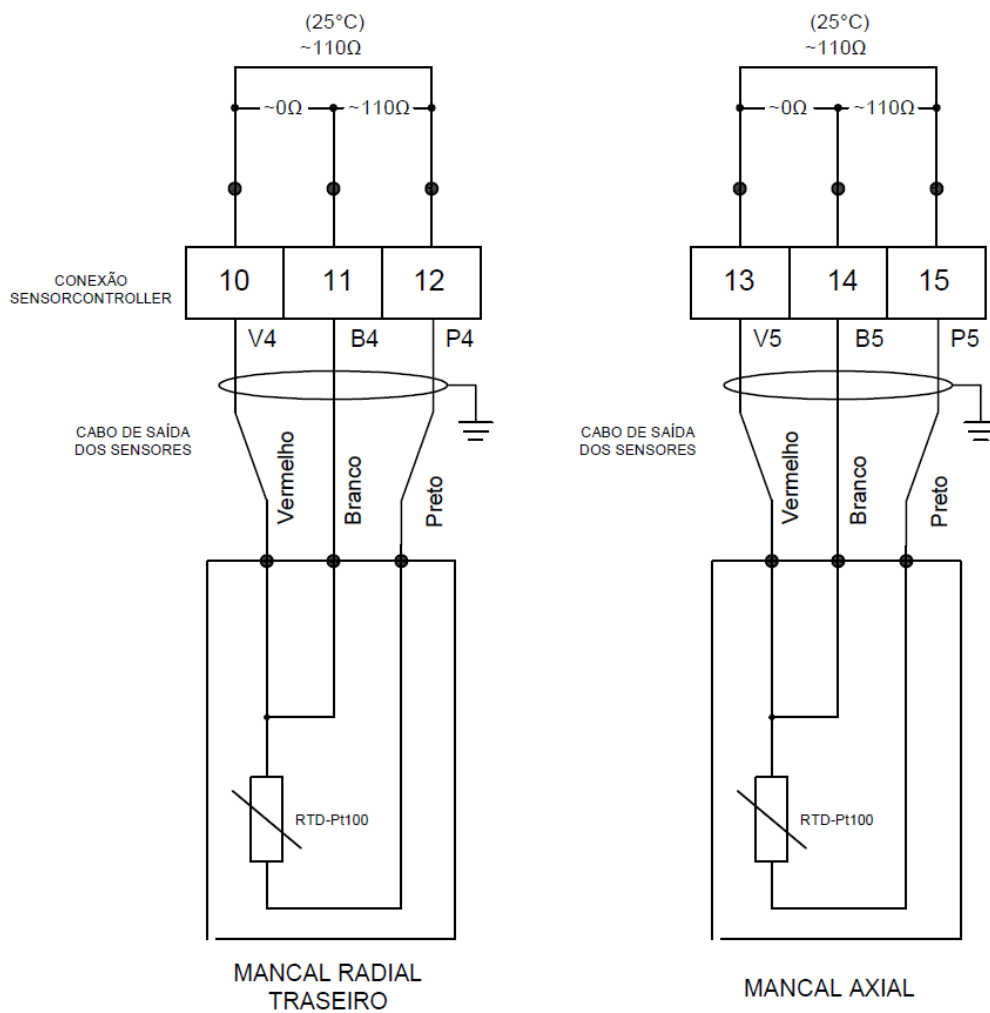 (25°C)
~110Ω
~0Ω
~110Ω
CONEXÃO
SENSORCONTROLLER
10
11
12
V4
B4
P4
CABO DE SAÍDA
DOS SENSORES
Vermelho
Branco
Preto
RTD-Pt100
MANCAL RADIAL
TRASEIRO
(25°C)
~110Ω
~0Ω
~110Ω
13
14
15
V5
B5
P5
CABO DE SAÍDA
DOS SENSORES
Vermelho
Branco
Preto
RTD-Pt100
MANCAL AXIAL